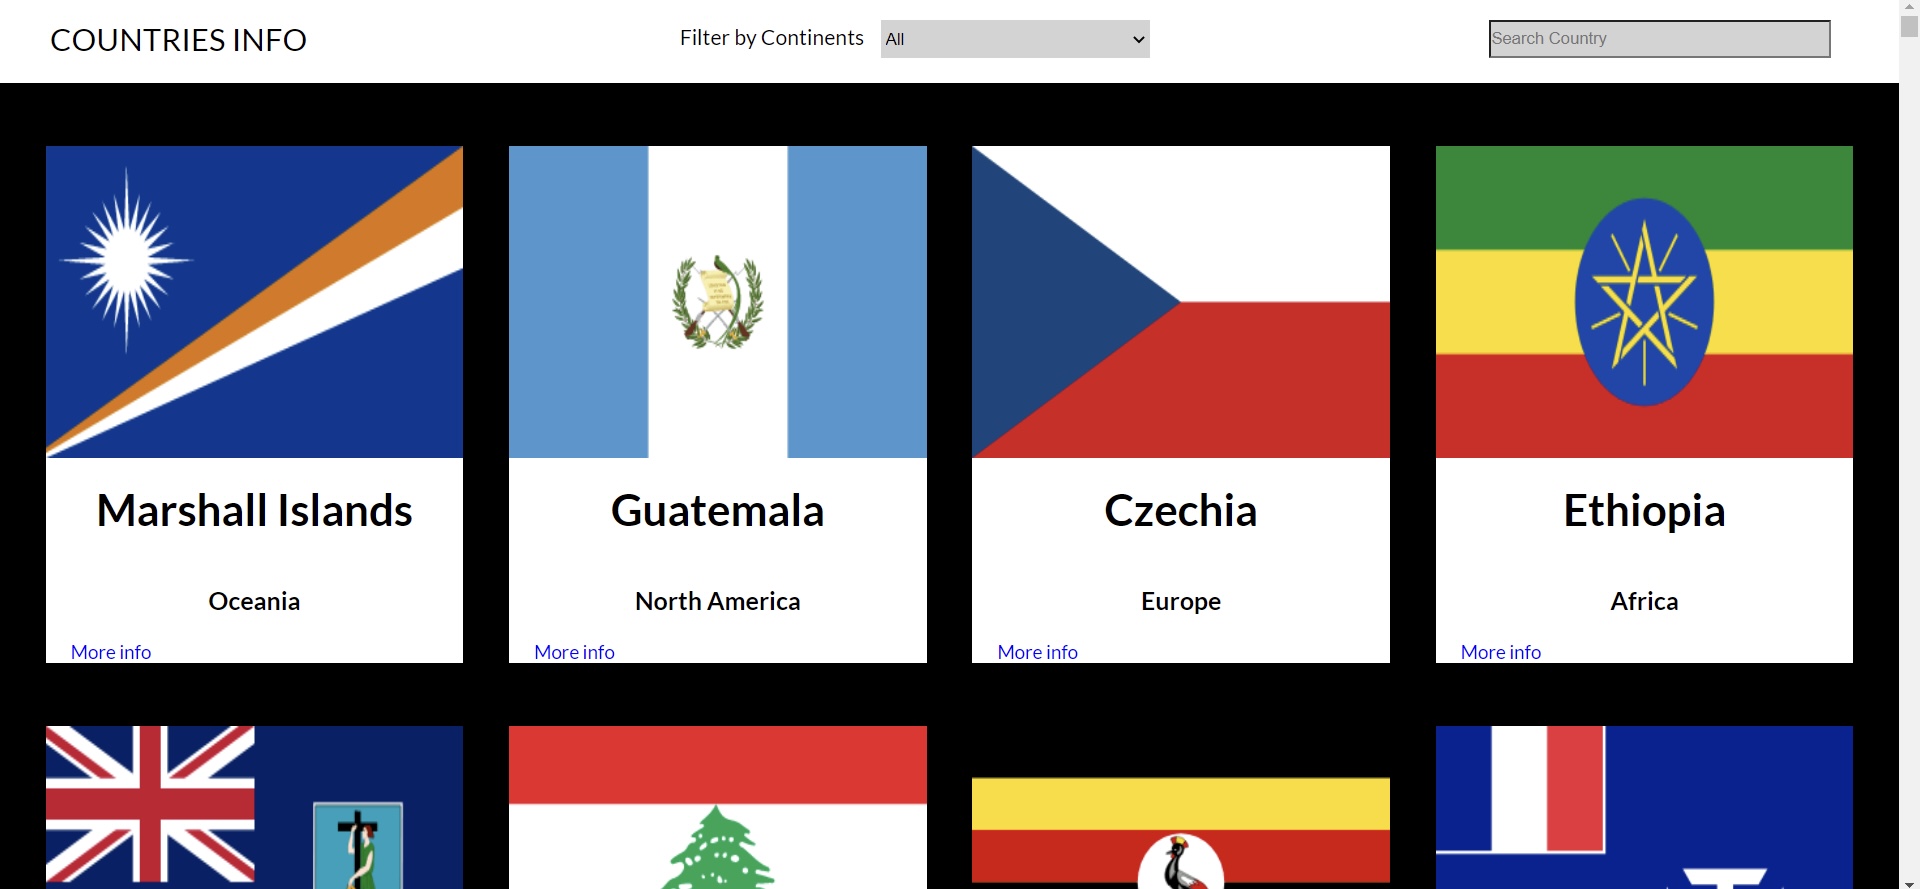 COUNTRIES INFO
Filter by Continents
All
Search Country
Marshall Islands
Oceania
More info
Guatemala
North America
More info
Czechia
Europe
More info
Ethiopia
Africa
More info